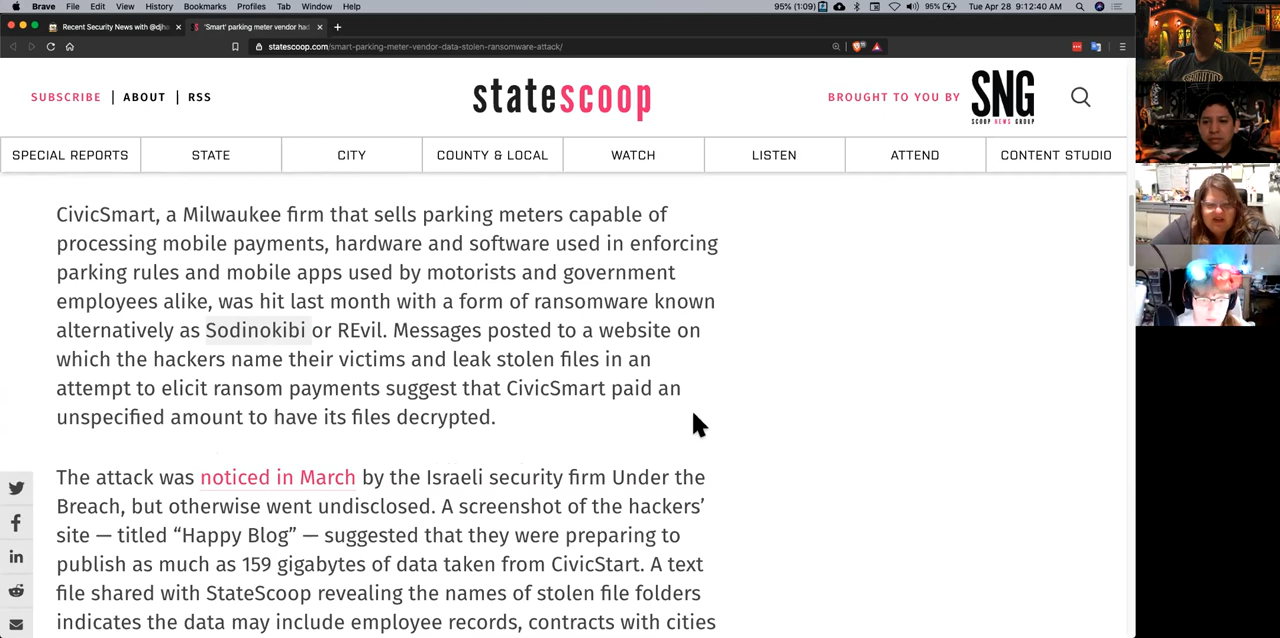 Brave File Edit View History Bookmarks Profiles Tab Window Help 95% (1:09) 95% Tue Apr 28 9:12:40 AM
Recent Security News with @djha 'Smart' parking meter vendor hac
statescoop.com/smart-parking-meter-vendor-data-stolen-ransomware-attack/
SUBSCRIBE | ABOUT | RSS statescoop BROUGHT TO YOU BY SNG
SCOOP NEWS GROUP
SPECIAL REPORTS STATE CITY COUNTY & LOCAL WATCH LISTEN ATTEND CONTENT STUDIO
CivicSmart, a Milwaukee firm that sells parking meters capable of
processing mobile payments, hardware and software used in enforcing
parking rules and mobile apps used by motorists and government
employees alike, was hit last month with a form of ransomware known
alternatively as Sodinokibi or REvil. Messages posted to a website on
which the hackers name their victims and leak stolen files in an
attempt to elicit ransom payments suggest that CivicSmart paid an
unspecified amount to have its files decrypted.
The attack was noticed in March by the Israeli security firm Under the
Breach, but otherwise went undisclosed. A screenshot of the hackers’
site — titled “Happy Blog” — suggested that they were preparing to
publish as much as 159 gigabytes of data taken from CivicStart. A text
file shared with StateScoop revealing the names of stolen file folders
indicates the data may include employee records, contracts with cities